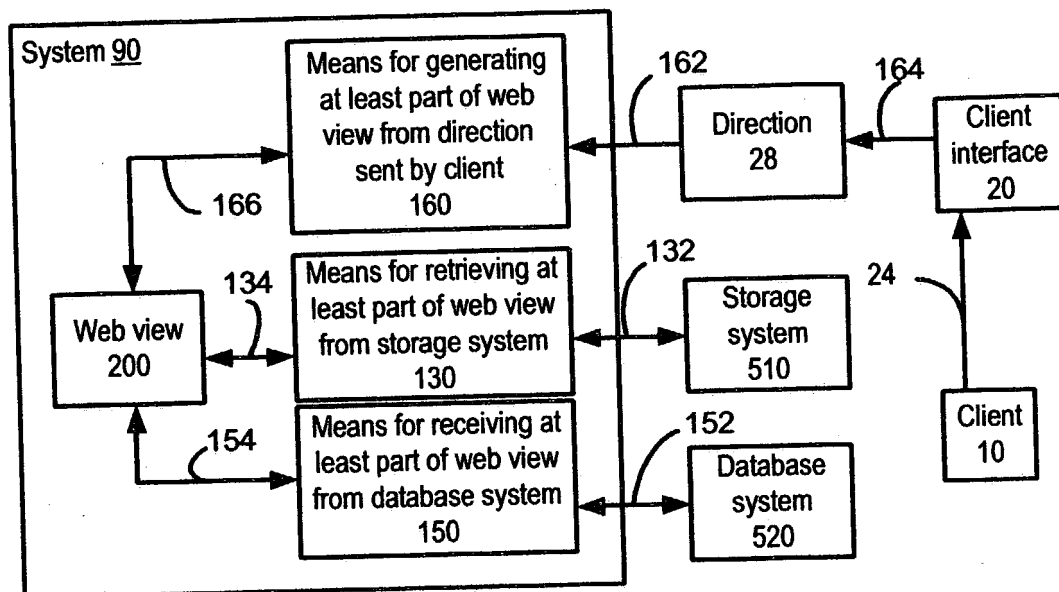 System 90
Means for generating
at least part of web
view from direction
sent by client
160
162
Direction
28
164
Client
interface
20
166
134
Means for retrieving at
least part of web view
from storage system
130
132
Storage
system
510
24
Web view
200
154
Means for receiving at
least part of web view
from database system
150
152
Database
system
520
Client
10